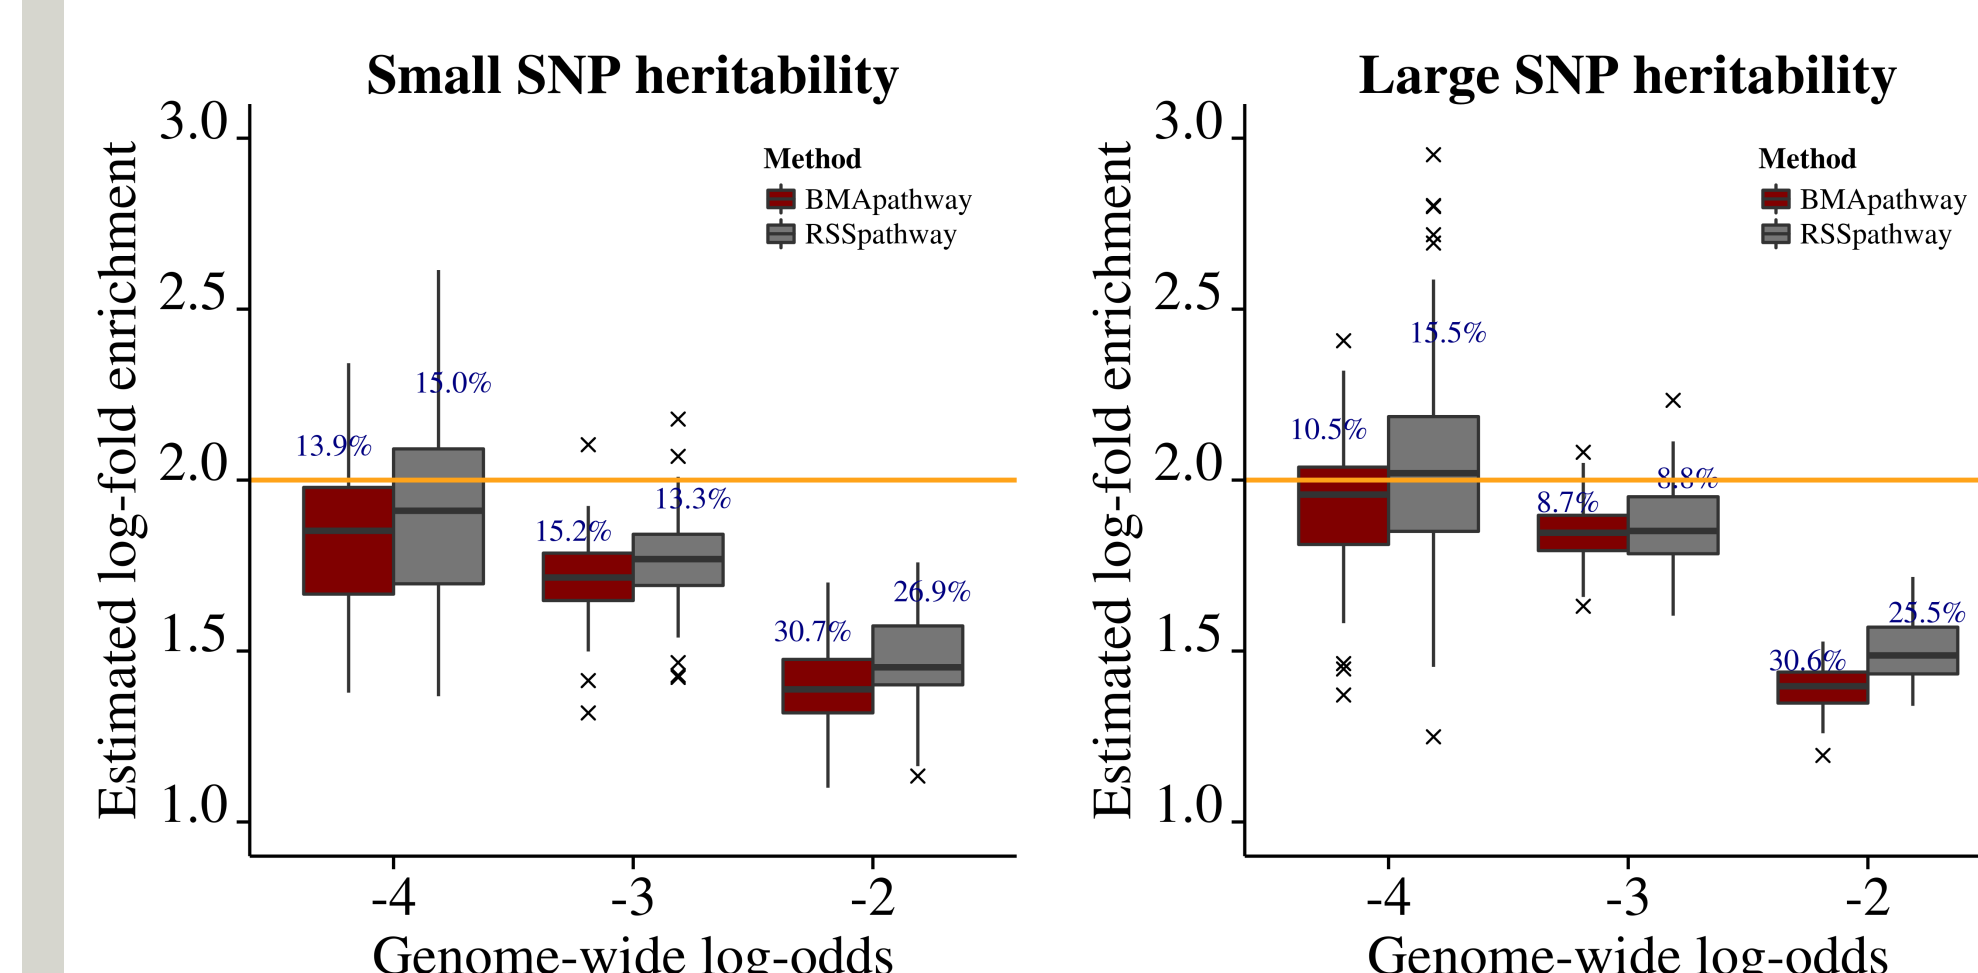 Small SNP heritability
Estimated log-fold enrichment
3.0
2.5
2.0
1.5
1.0
Method
BMApathway
RSSpathway
13.9%
15.0%
15.2%
13.3%
30.7%
26.9%
-4
-3
-2
Genome-wide log-odds
Large SNP heritability
Estimated log-fold enrichment
3.0
2.5
2.0
1.5
1.0
Method
BMApathway
RSSpathway
10.5%
15.5%
8.7%
8.8%
30.6%
25.5%
-4
-3
-2
Genome-wide log-odds